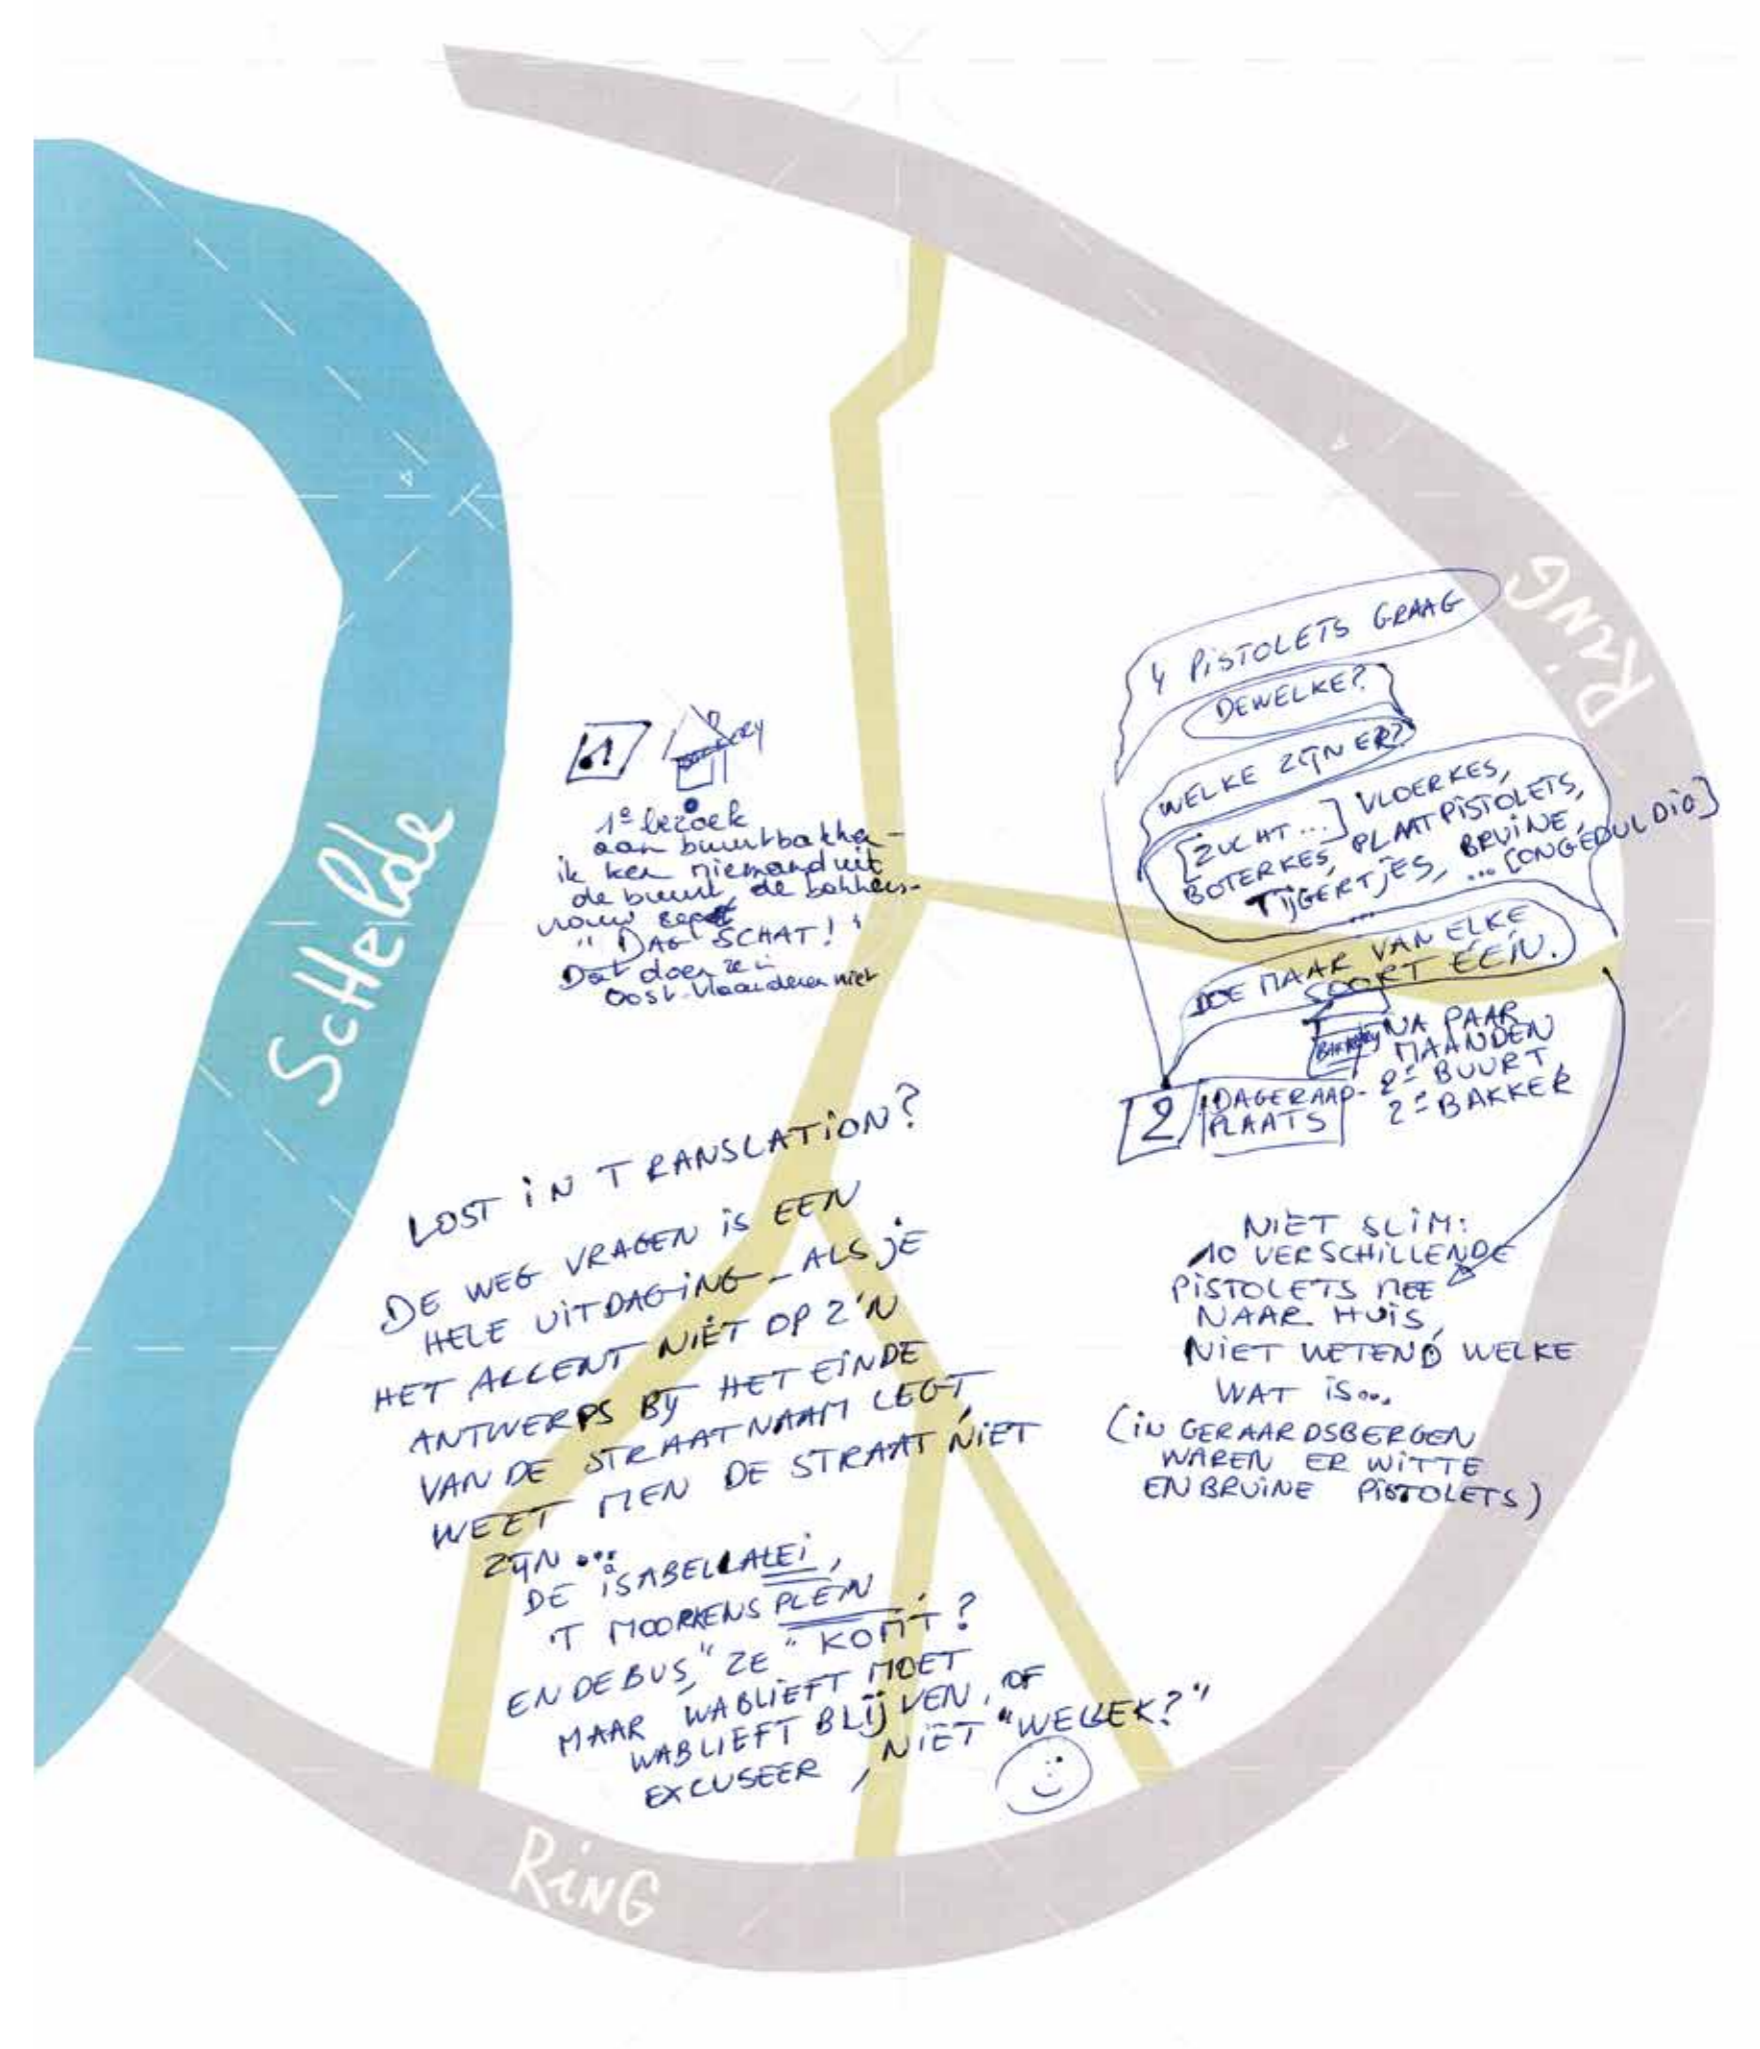 Schelde
RING
1
BAKERY
1e bezoek
aan buurtbakker -
ik ken niemand uit
de buurt, de bakkers-
vrouw zegt
"DAG SCHAT!"
Dat doen ze in
Oost-Vlaanderen niet
4 PISTOLETS GRAAG
DEWELKE?
WELKE ZIJN ER?
[ZUCHT...] VLOERKES,
BOTERKES, PLAATPISTOLETS,
TIJGERTJES, BRUINE,
... [ONGEDULDIG]
...
DOE MAAR VAN ELKE
SOORT ÉÉN.
BAKERY
NA PAAR
MAANDEN
2e BUURT
2e BAKKER
2
DAGERAAD-
PLAATS
NIET SLIM:
10 VERSCHILLENDE
PISTOLETS MEE
NAAR HUIS,
NIET WETEND WELKE
WAT IS...
(IN GERAARDSBERGEN
WAREN ER WITTE
EN BRUINE PISTOLETS)
LOST IN TRANSLATION?
DE WEG VRAGEN IS EEN
HELE UITDAGING - ALS JE
HET ACCENT NIET OP Z'N
ANTWERPS BIJ HET EINDE
VAN DE STRAATNAAM LEGT,
WEET MEN DE STRAAT NIET
ZIJN...
DE ISABELLALEI,
'T MOORKENSPLEIN
EN DE BUS, "ZE" KOMT?
MAAR WABLIEFT MOET
WABLIEFT BLIJVEN, OF
EXCUSEER, NIET "WELLEK?"
RING